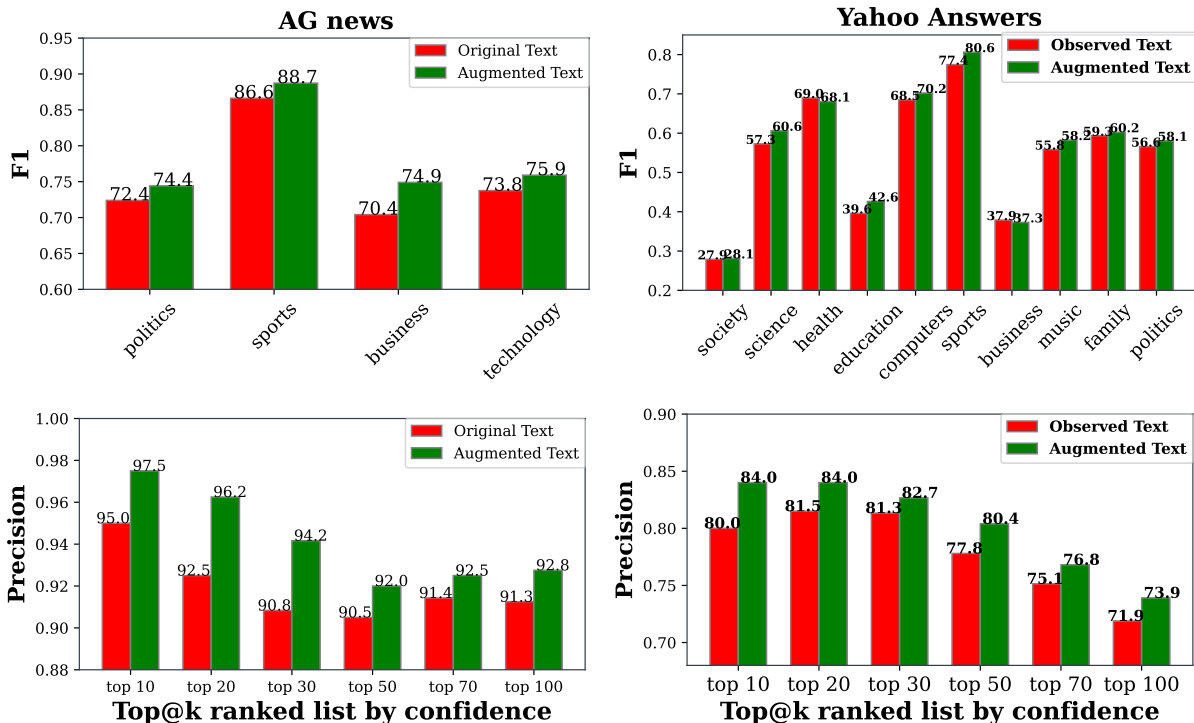 AG news
0.95
0.90
0.85
0.80
0.75
0.70
0.65
0.60
F1
Original Text
Augmented Text
72.4
74.4
86.6
88.7
70.4
74.9
73.8
75.9
politics
sports
business
technology
Yahoo Answers
0.8
0.7
0.6
0.5
0.4
0.3
0.2
F1
Observed Text
Augmented Text
27.9
28.1
57.3
60.6
69.0
68.1
39.6
42.6
68.5
70.2
77.4
80.6
37.9
37.3
55.8
58.2
59.3
60.2
56.6
58.1
society
science
health
education
computers
sports
business
music
family
politics
1.00
0.98
0.96
0.94
0.92
0.90
0.88
Precision
Original Text
Augmented Text
95.0
97.5
92.5
96.2
90.8
94.2
90.5
92.0
91.4
92.5
91.3
92.8
top 10
top 20
top 30
top 50
top 70
top 100
Top@k ranked list by confidence
0.90
0.85
0.80
0.75
0.70
Precision
Observed Text
Augmented Text
80.0
84.0
81.5
84.0
81.3
82.7
77.8
80.4
75.1
76.8
71.9
73.9
top 10
top 20
top 30
top 50
top 70
top 100
Top@k ranked list by confidence